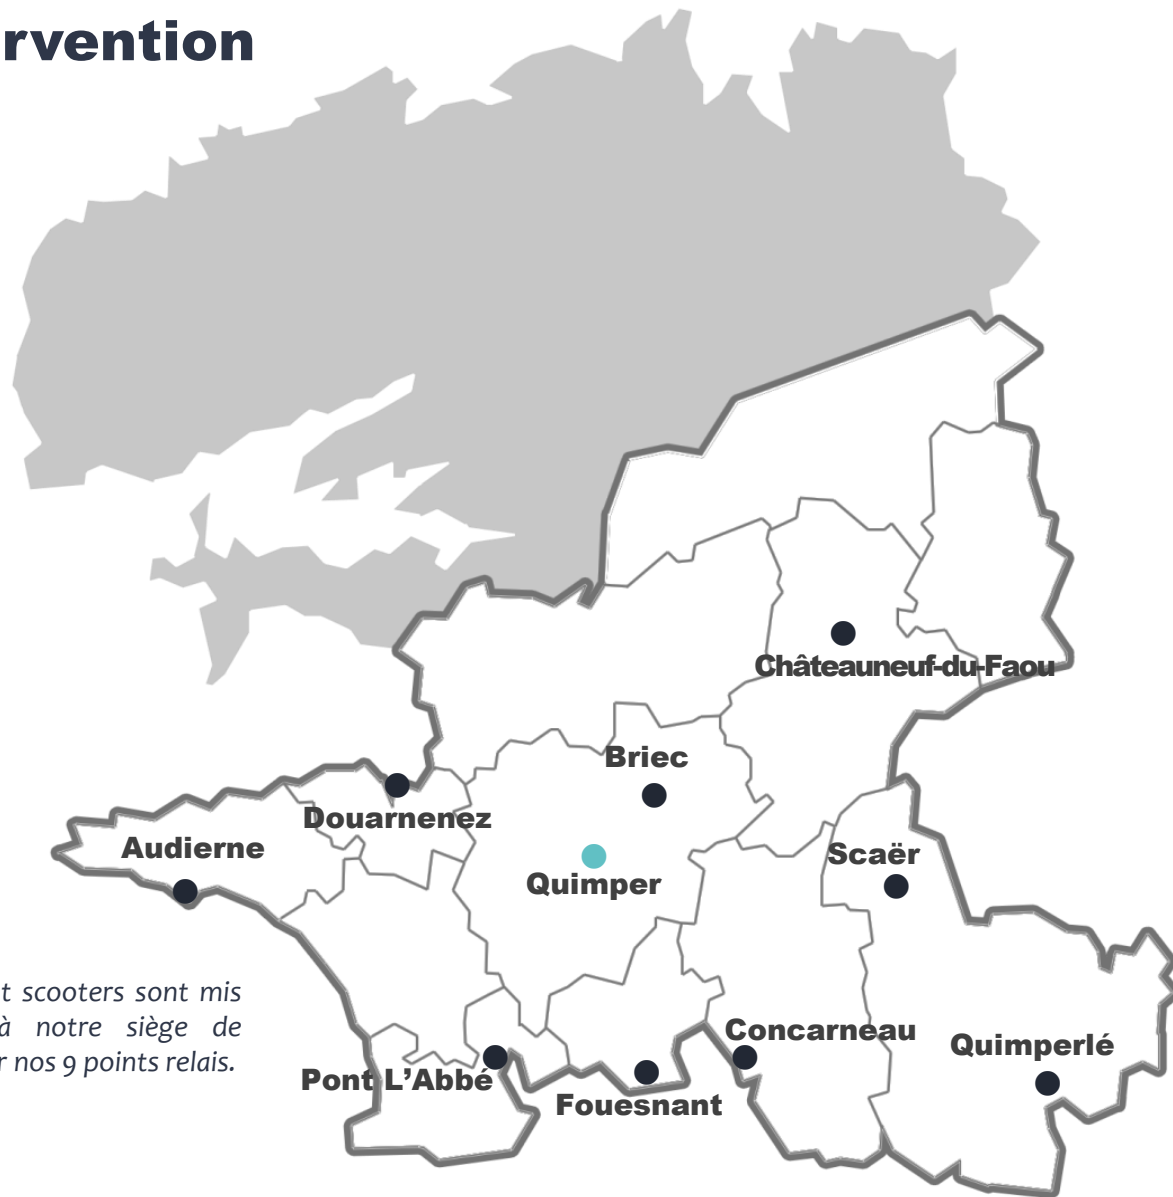 rvention
Châteauneuf-du-Faou
Briec
Douarnenez
Audierne
Scaër
Quimper
t scooters sont mis
à notre siège de
r nos 9 points relais.
Concarneau
Quimperlé
Pont L’Abbé
Fouesnant